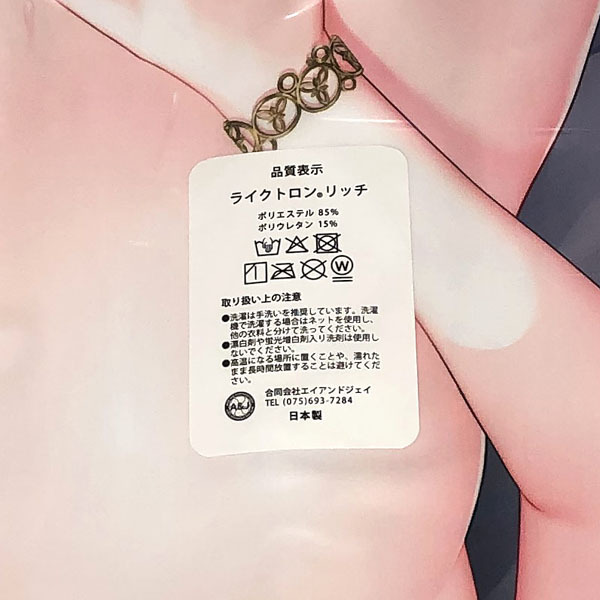 品質表示
ライクトロン®リッチ
ポリエステル 85%
ポリウレタン 15%
W
取り扱い上の注意
●洗濯は手洗いを推奨しています。洗濯
機で洗濯する場合はネットを使用し、
他の衣料と分けて洗ってください。
●漂白剤や蛍光増白剤入り洗剤は使用し
ないでください。
●高温になる場所に置くことや、濡れた
まま長時間放置することは避けてくだ
さい。
A&J
合同会社エイアンドジェイ
TEL (075)693-7284
日本製